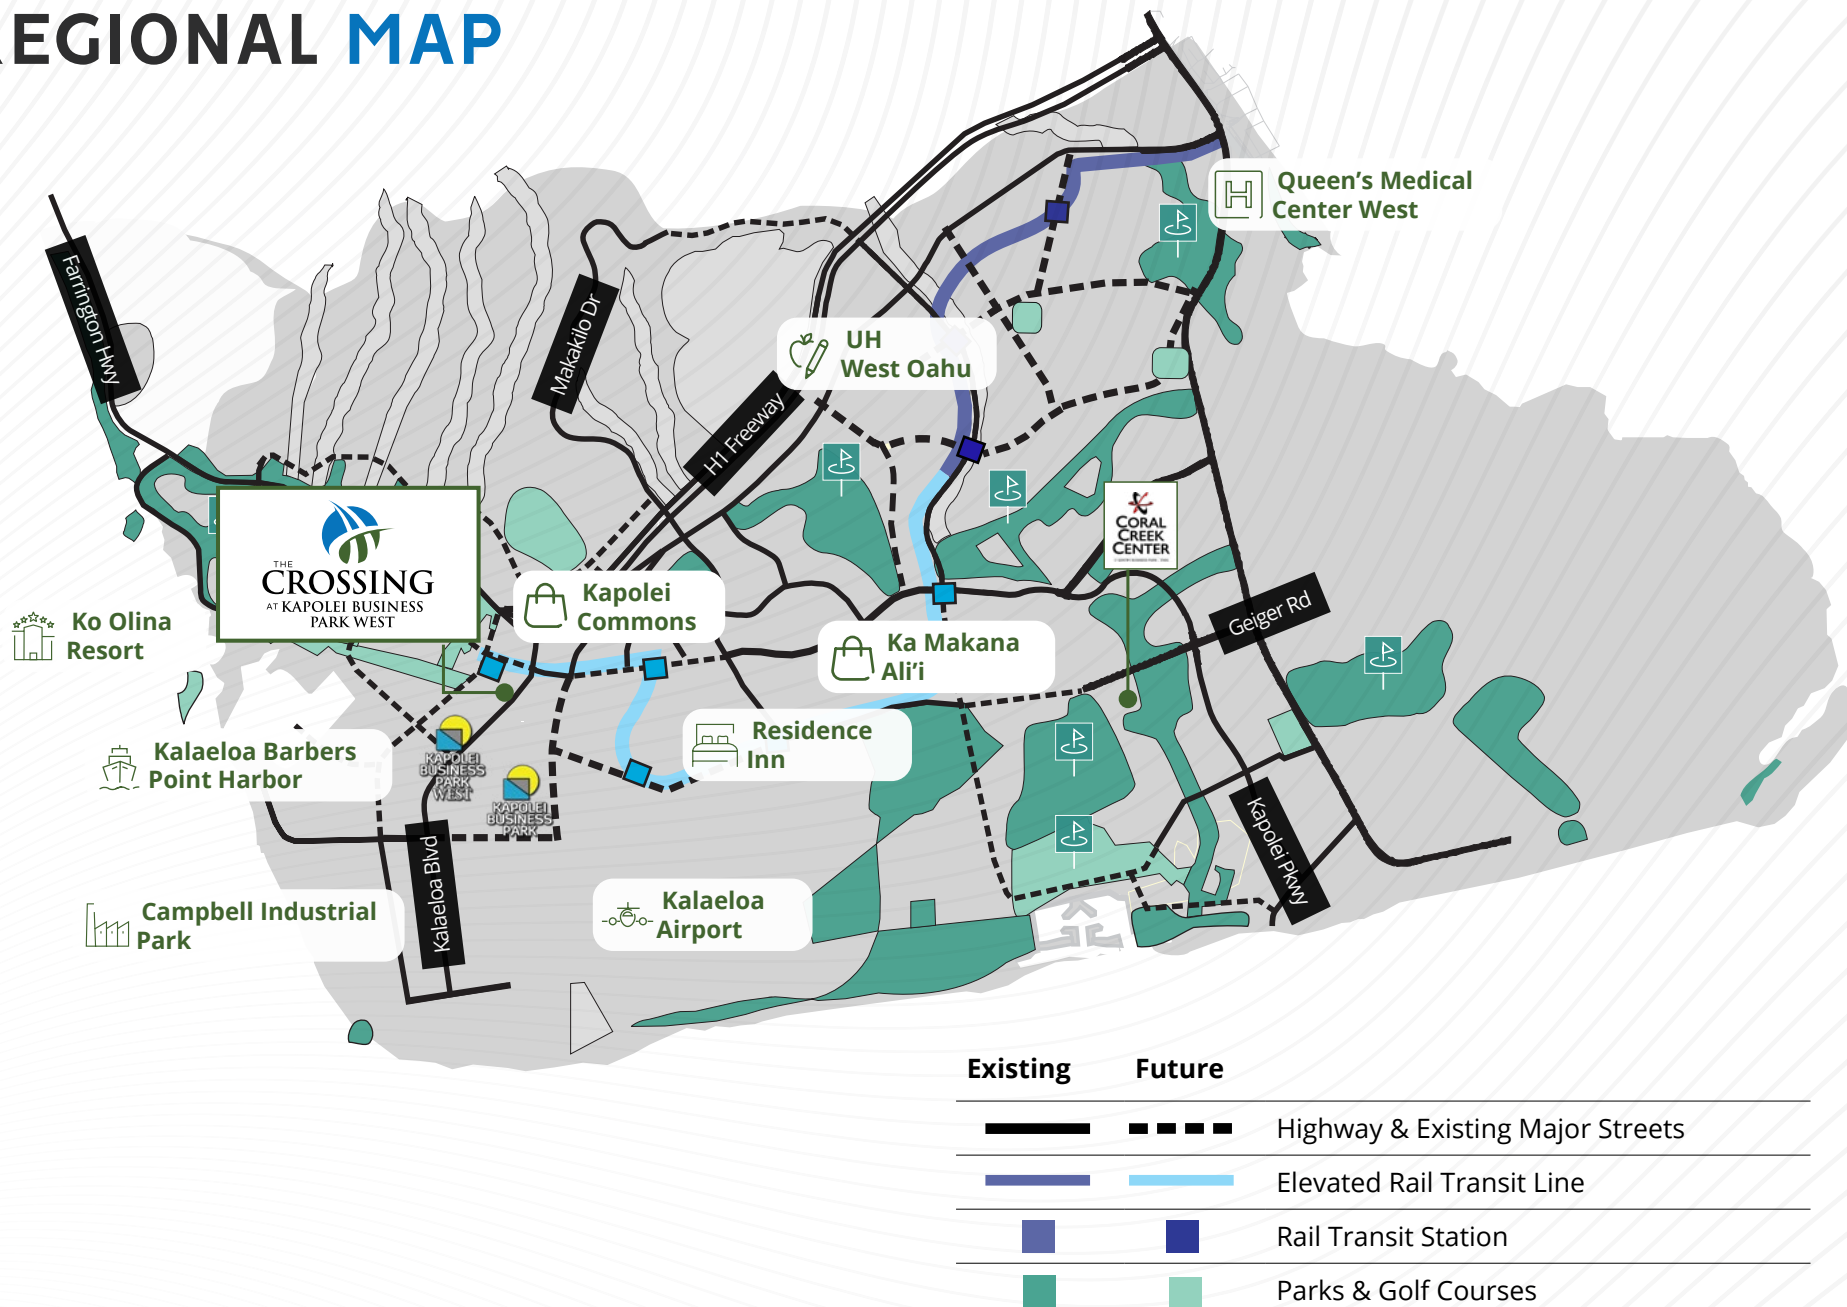 REGIONAL MAP
Queen’s Medical
Center West
Farrington Hwy
Makakilo Dr
UH
West Oahu
H1 Freeway
CORAL
CREEK
CENTER
THE
CROSSING
AT KAPOLEI BUSINESS
PARK WEST
Kapolei
Commons
Geiger Rd
Ko Olina
Resort
Ka Makana
Ali’i
Residence
Inn
Kalaeloa Barbers
Point Harbor
KAPOLEI
BUSINESS
PARK
WEST
KAPOLEI
BUSINESS
PARK
Kapolei Pkwy
Kalaeloa Blvd
Campbell Industrial
Park
Kalaeloa
Airport
Existing Future
Highway & Existing Major Streets
Elevated Rail Transit Line
Rail Transit Station
Parks & Golf Courses